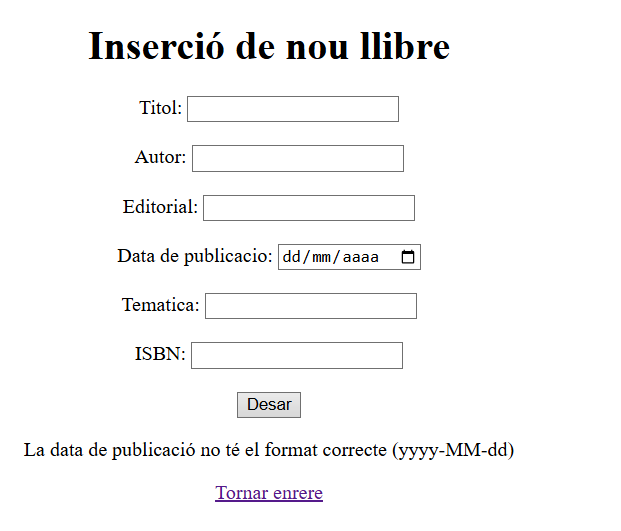 Inserció de nou llibre
Titol:
Autor:
Editorial:
Data de publicacio: dd/mm/aaaa
Tematica:
ISBN:
Desar
La data de publicació no té el format correcte (yyyy-MM-dd)
Tornar enrere